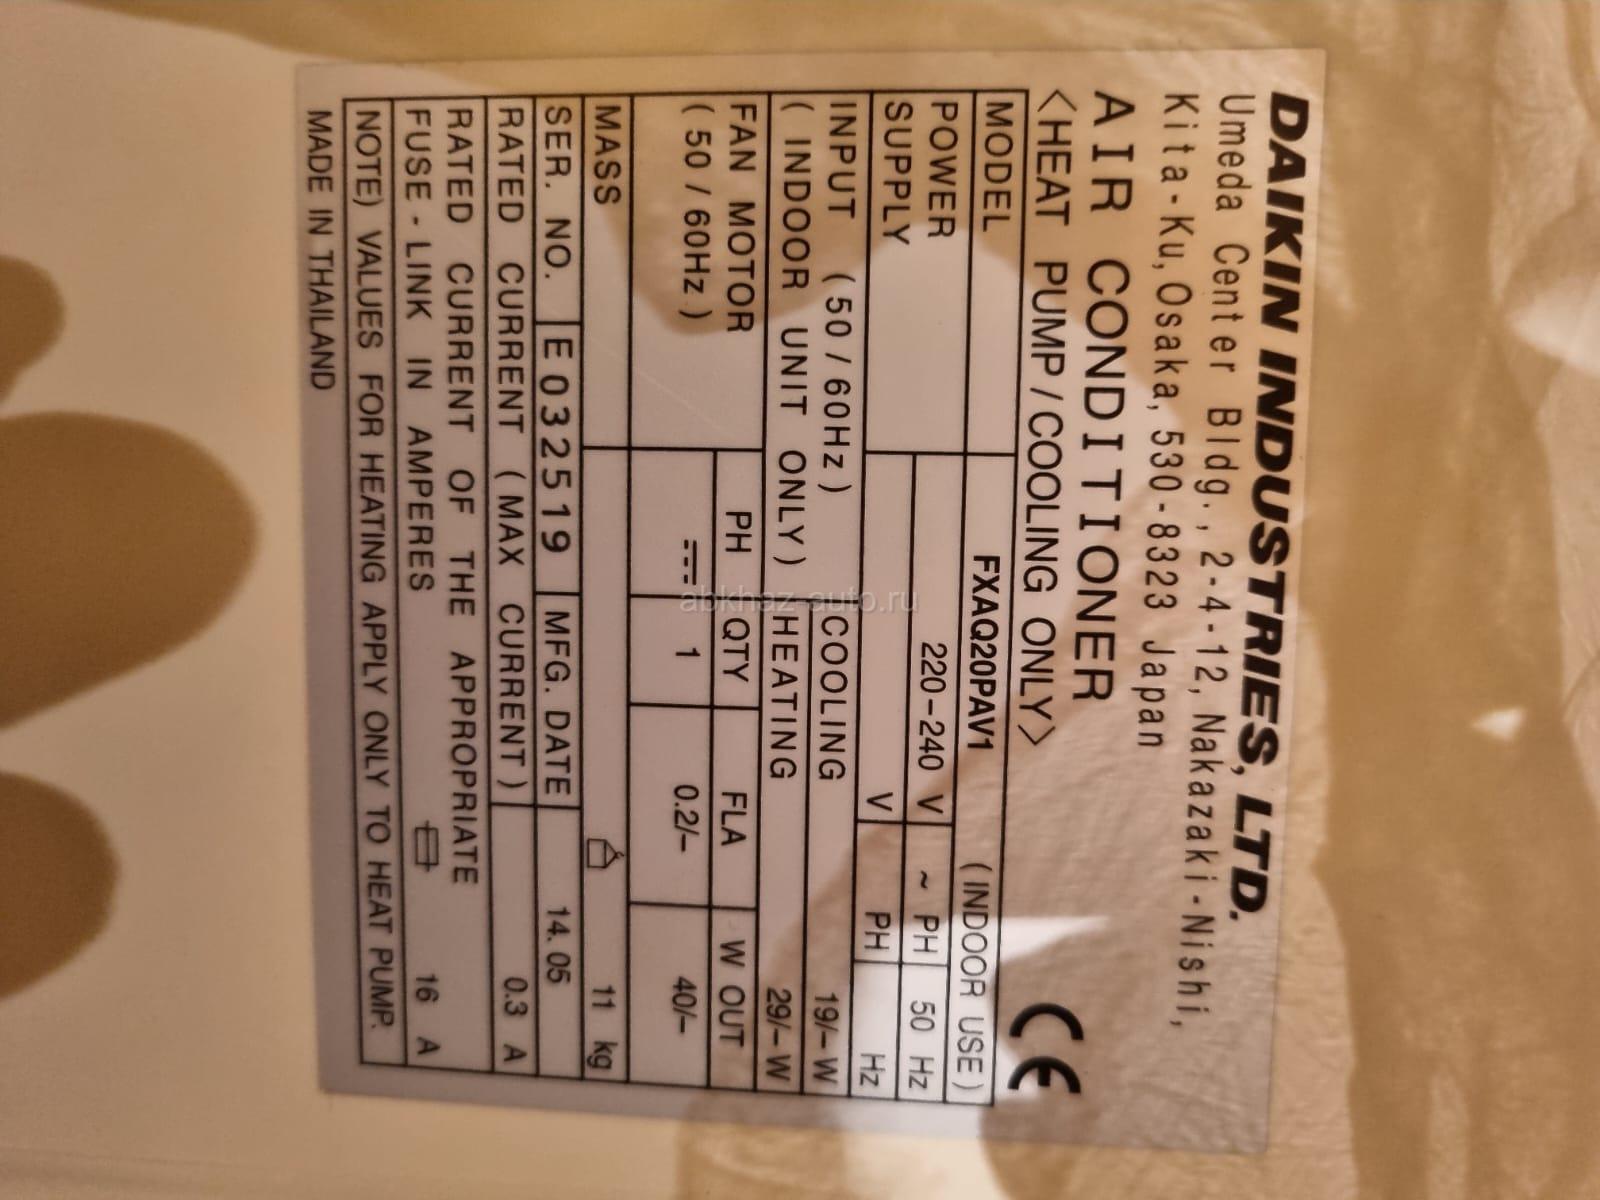 DAIKIN INDUSTRIES, LTD.
Umeda Center Bldg., 2-4-12, Nakazaki-Nishi,
Kita-Ku, Osaka, 530-8323 Japan
AIR CONDITIONER
<HEAT PUMP/COOLING ONLY>
CE
MODEL FXAQ20PAV1 (INDOOR USE)
POWER SUPPLY 220-240 V ~ PH 50 Hz
V PH Hz
INPUT (50/60Hz) COOLING 19/- W
(INDOOR UNIT ONLY) HEATING 29/- W
FAN MOTOR PH QTY FLA W OUT
(50/60Hz) 1 0.2/- 40/-
MASS 11 kg
SER. NO. E032519 MFG. DATE 14.05
RATED CURRENT (MAX CURRENT) 0.3 A
RATED CURRENT OF THE APPROPRIATE
FUSE-LINK IN AMPERES 16 A
NOTE) VALUES FOR HEATING APPLY ONLY TO HEAT PUMP.
MADE IN THAILAND
abkhaz-auto.ru